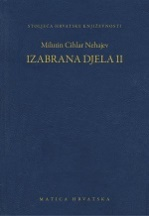 STOLJEĆA HRVATSKE KNJIŽEVNOSTI
Milutin Cihlar Nehajev
IZABRANA DJELA II
MATICA HRVATSKA